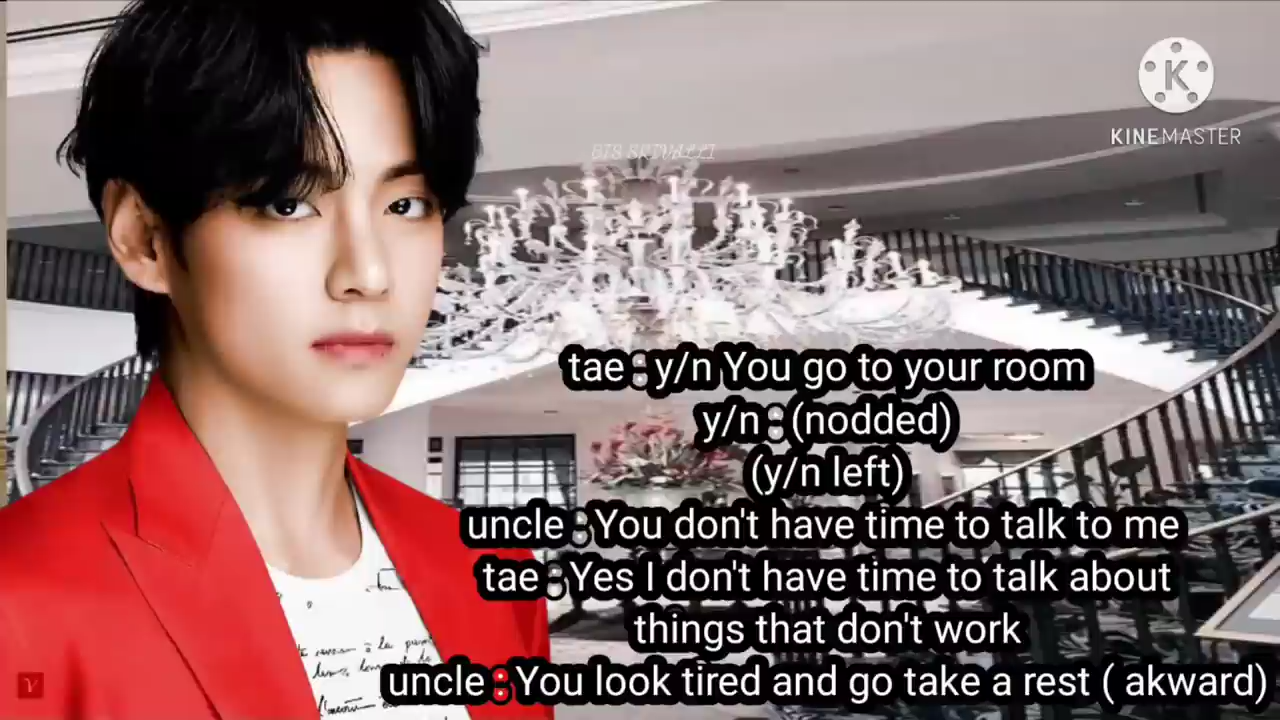 KINEMASTER
BTS SRIVALLI
tae : y/n You go to your room
y/n : (nodded)
(y/n left)
uncle : You don't have time to talk to me
tae : Yes I don't have time to talk about
things that don't work
uncle : You look tired and go take a rest ( akward)